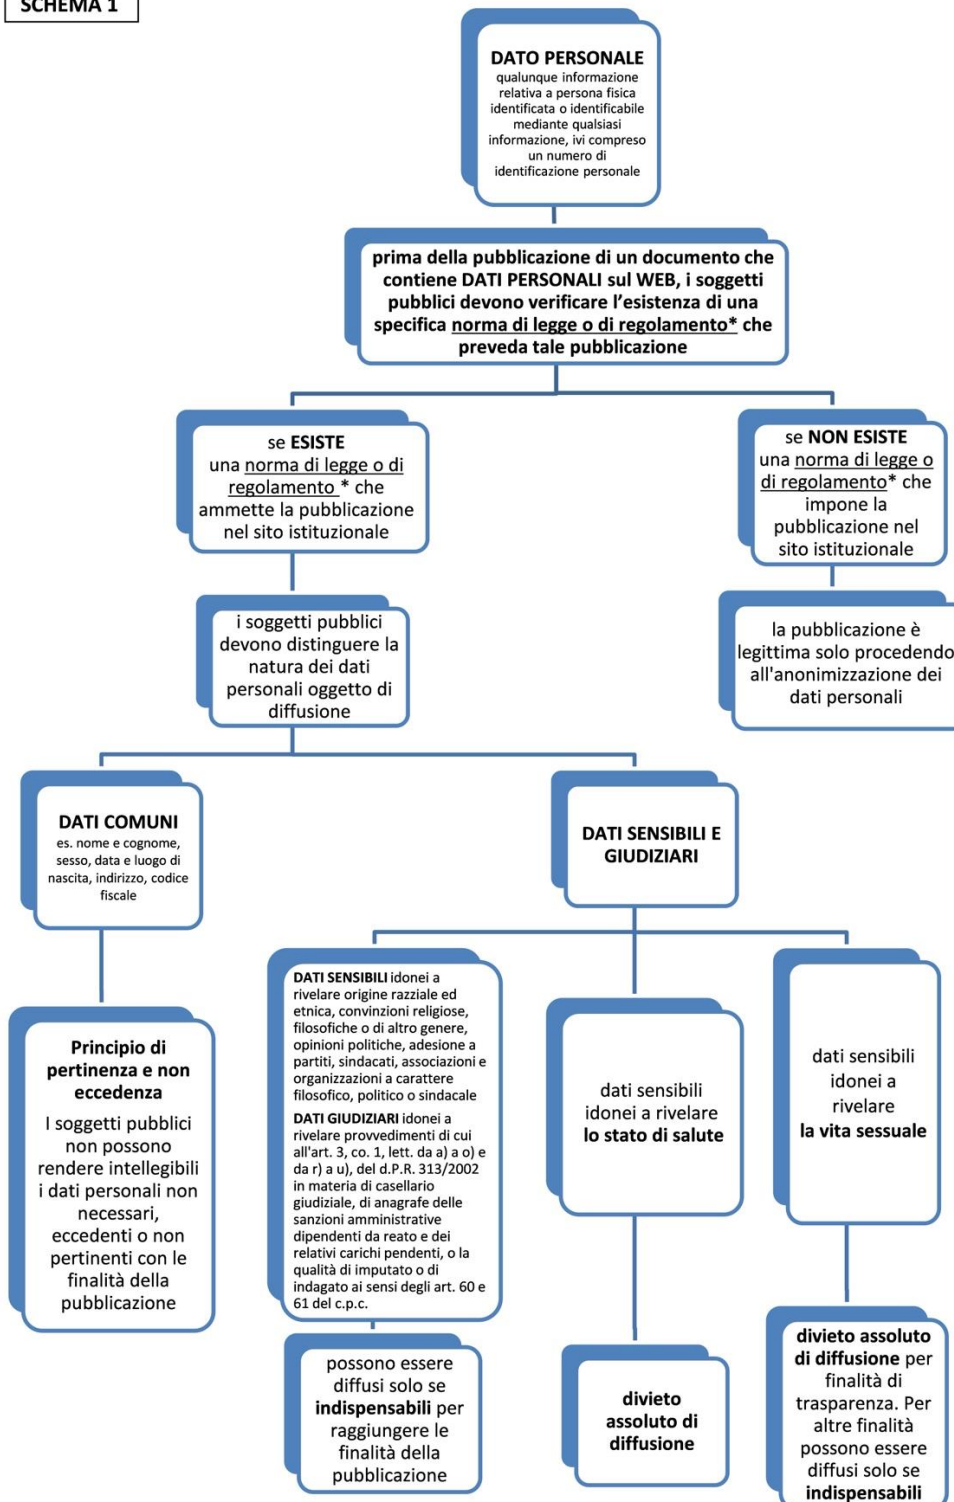 SCHEMA 1
DATO PERSONALE
qualunque informazione
relativa a persona fisica
identificata o identificabile
mediante qualsiasi
informazione, ivi compreso
un numero di
identificazione personale
prima della pubblicazione di un documento che
contiene DATI PERSONALI sul WEB, i soggetti
pubblici devono verificare l'esistenza di una
specifica norma di legge o di regolamento* che
preveda tale pubblicazione
se ESISTE
una norma di legge o di
regolamento * che
ammette la pubblicazione
nel sito istituzionale
se NON ESISTE
una norma di legge o
di regolamento* che
impone la
pubblicazione nel
sito istituzionale
i soggetti pubblici
devono distinguere la
natura dei dati
personali oggetto di
diffusione
la pubblicazione è
legittima solo procedendo
all'anonimizzazione dei
dati personali
DATI COMUNI
es. nome e cognome,
sesso, data e luogo di
nascita, indirizzo, codice
fiscale
DATI SENSIBILI E
GIUDIZIARI
Principio di
pertinenza e non
eccedenza
I soggetti pubblici
non possono
rendere intellegibili
i dati personali non
necessari,
eccedenti o non
pertinenti con le
finalità della
pubblicazione
DATI SENSIBILI idonei a
rivelare origine razziale ed
etnica, convinzioni religiose,
filosofiche o di altro genere,
opinioni politiche, adesione a
partiti, sindacati, associazioni e
organizzazioni a carattere
filosofico, politico o sindacale
DATI GIUDIZIARI idonei a
rivelare provvedimenti di cui
all'art. 3, co. 1, lett. da a) a o) e
da r) a u), del d.P.R. 313/2002
in materia di casellario
giudiziale, di anagrafe delle
sanzioni amministrative
dipendenti da reato e dei
relativi carichi pendenti, o la
qualità di imputato o di
indagato ai sensi degli art. 60 e
61 del c.p.c.
dati sensibili
idonei a rivelare
lo stato di salute
dati sensibili
idonei a
rivelare
la vita sessuale
possono essere
diffusi solo se
indispensabili per
raggiungere le
finalità della
pubblicazione
divieto
assoluto di
diffusione
divieto assoluto
di diffusione per
finalità di
trasparenza. Per
altre finalità
possono essere
diffusi solo se
indispensabili